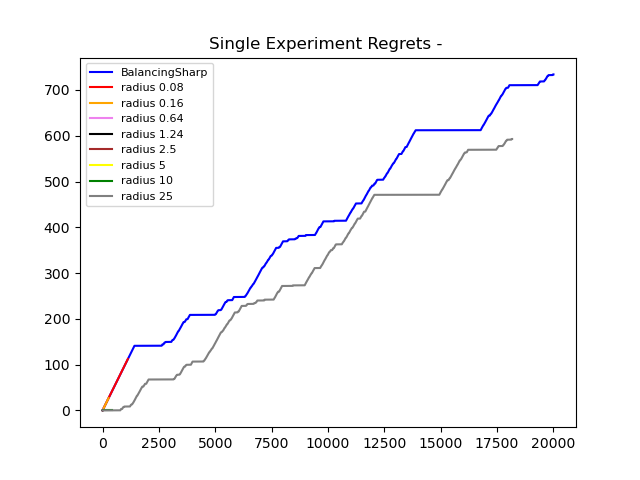 Single Experiment Regrets -
BalancingSharp
radius 0.08
radius 0.16
radius 0.64
radius 1.24
radius 2.5
radius 5
radius 10
radius 25
700
600
500
400
300
200
100
0
0 2500 5000 7500 10000 12500 15000 17500 20000